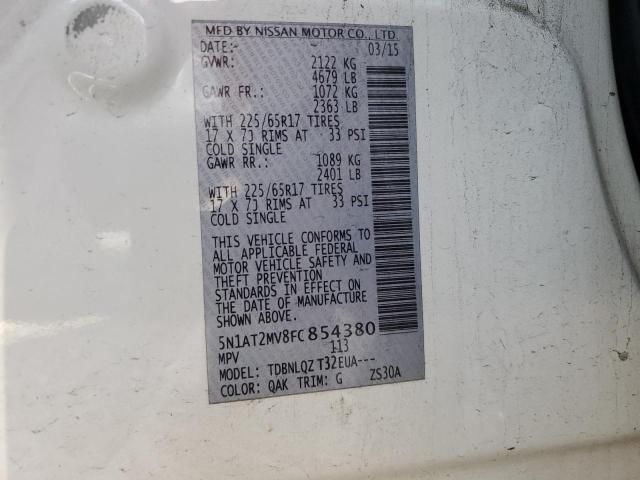 MFD BY NISSAN MOTOR CO., LTD.
DATE: 03/15
GVWR: 2122 KG
4679 LB
GAWR FR.: 1072 KG
2363 LB
WITH 225/65R17 TIRES
17 X 7J RIMS AT 33 PSI
COLD SINGLE
GAWR RR.: 1089 KG
2401 LB
WITH 225/65R17 TIRES
17 X 7J RIMS AT 33 PSI
COLD SINGLE
THIS VEHICLE CONFORMS TO
ALL APPLICABLE FEDERAL
MOTOR VEHICLE SAFETY AND
THEFT PREVENTION
STANDARDS IN EFFECT ON
THE DATE OF MANUFACTURE
SHOWN ABOVE.
5N1AT2MV8FC854380
MPV 113
MODEL: TDBNLQZ T32EUA---
COLOR: QAK TRIM: G ZS30A